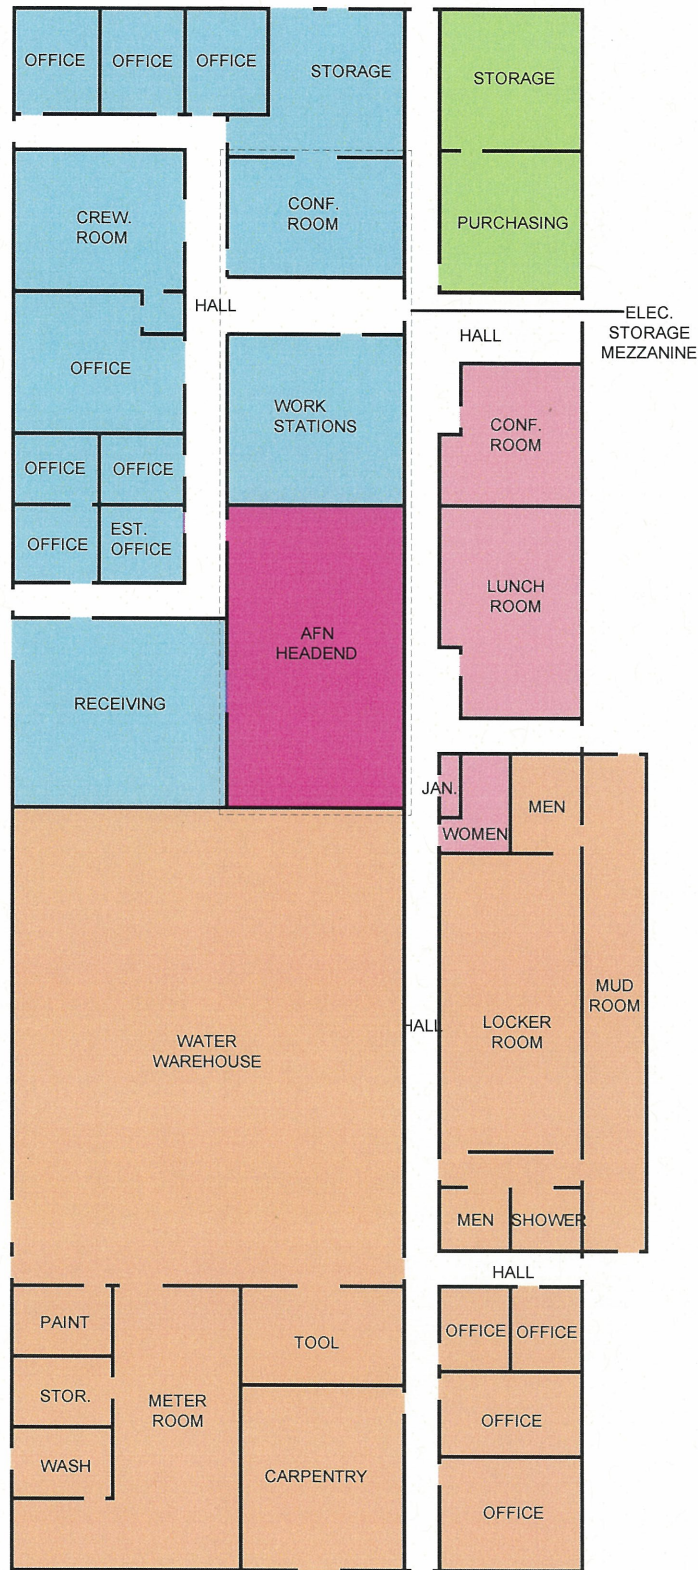 OFFICE
OFFICE
OFFICE
STORAGE
STORAGE
CREW.
ROOM
CONF.
ROOM
PURCHASING
HALL
ELEC.
STORAGE
MEZZANINE
HALL
OFFICE
WORK
STATIONS
CONF.
ROOM
OFFICE
OFFICE
OFFICE
EST.
OFFICE
LUNCH
ROOM
AFN
HEADEND
RECEIVING
JAN.
WOMEN
MEN
MUD
ROOM
WATER
WAREHOUSE
HALL
LOCKER
ROOM
MEN
SHOWER
HALL
PAINT
TOOL
OFFICE
OFFICE
STOR.
METER
ROOM
OFFICE
WASH
CARPENTRY
OFFICE